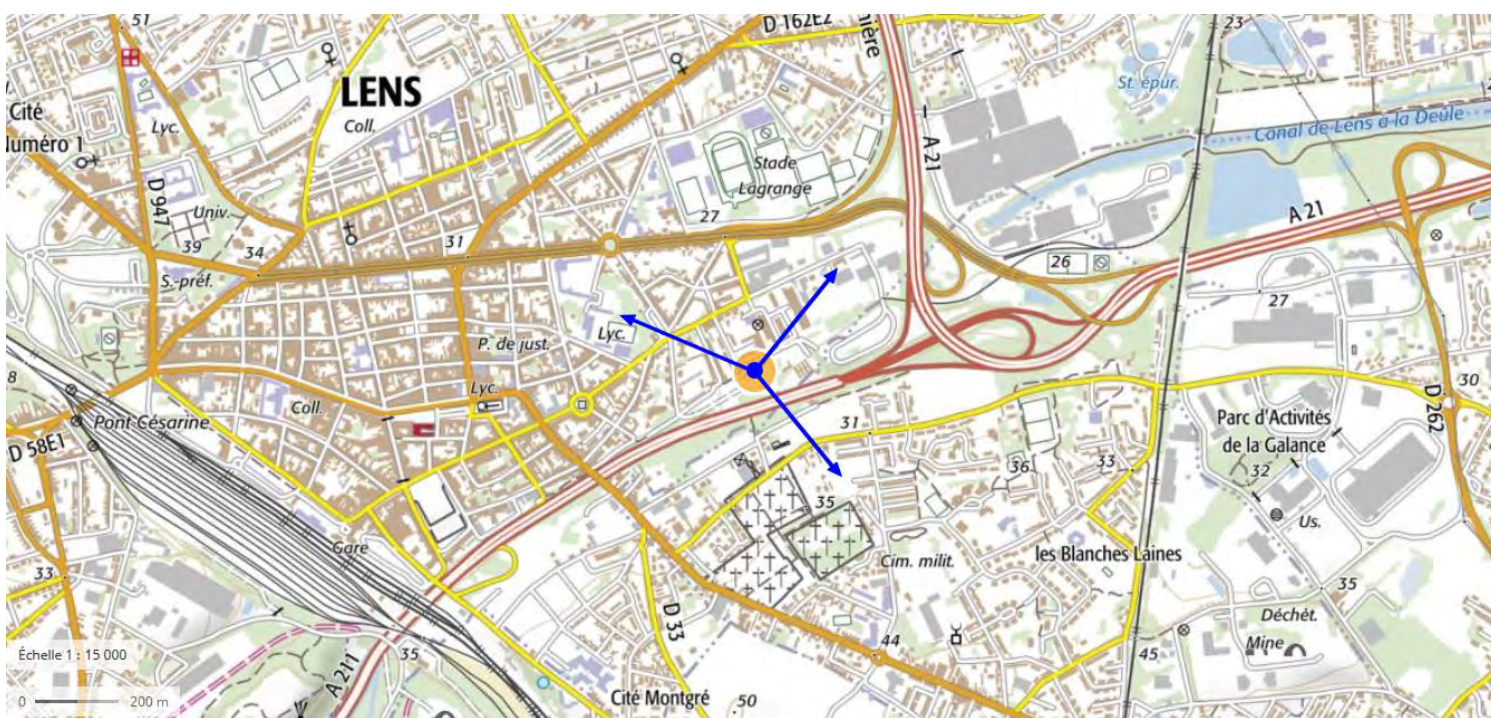 51
D 162E2
23
LENS
St. épur.
Cité
Lyc.
Coll.
Numéro 1
Canal de Lens à la Deûle
A 21
Stade
Lagrange
D 947
Univ.
27
A 21
39
34
31
26
S.-préf.
27
Lyc.
P. de just.
8
Lyc.
30
Coll.
Parc d'Activités
de la Galance
D 262
Pont Césarine
31
D 58E1
36
33
32
35
Us.
Gare
Cim. milit.
les Blanches Laines
33
35
D 33
Déchèt.
Échelle 1 : 15 000
44
Mine
35
45
0 200 m
A 211
Cité Montgré
50